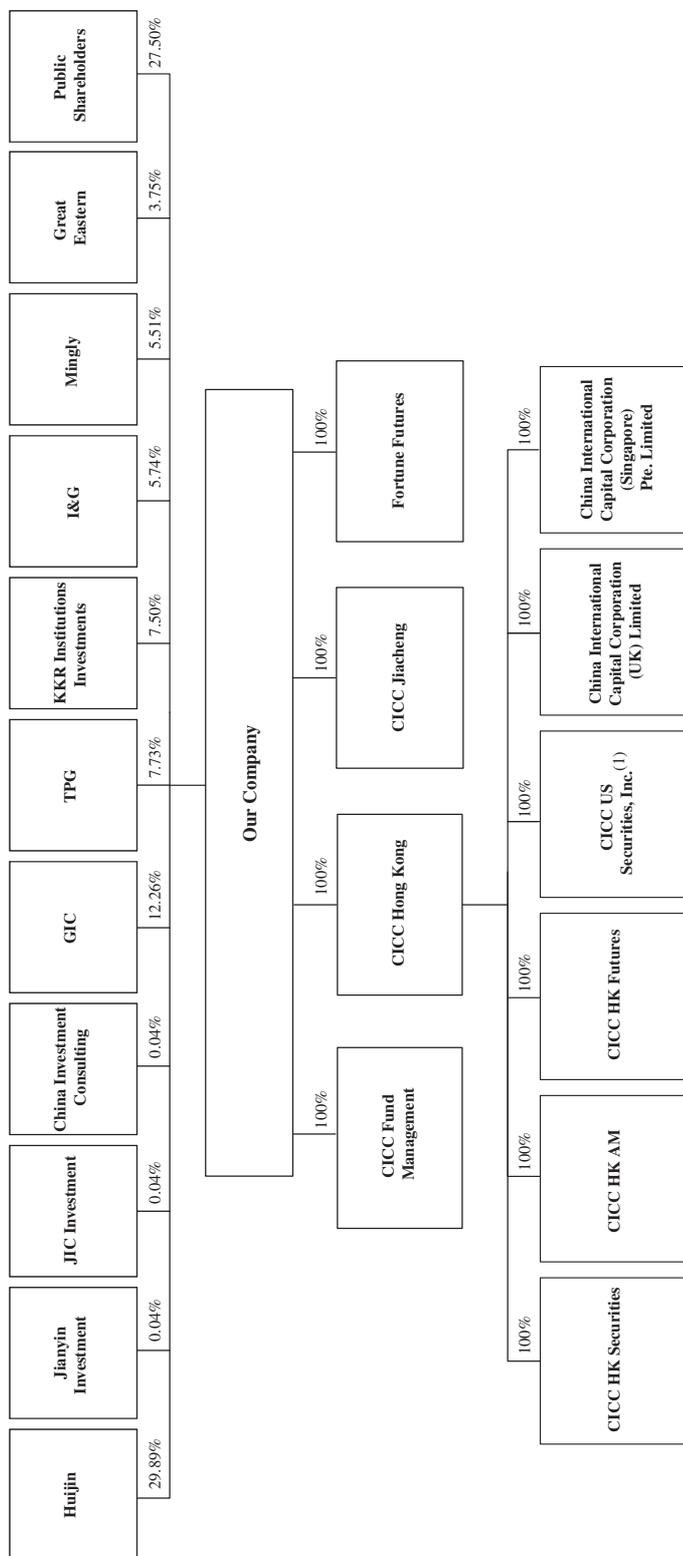 Huijin
Jianyin
Investment
JIC Investment
China Investment
Consulting
GIC
TPG
KKR Institutions
Investments
I&G
Mingly
Great
Eastern
Public
Shareholders
29.89%
0.04%
0.04%
0.04%
12.26%
7.73%
7.50%
5.74%
5.51%
3.75%
27.50%
Our Company
100%
100%
100%
100%
CICC Fund
Management
CICC Hong Kong
CICC Jiacheng
Fortune Futures
100%
100%
100%
100%
100%
100%
CICC HK Securities
CICC HK AM
CICC HK Futures
CICC US
Securities, Inc.(1)
China International
Capital Corporation
(UK) Limited
China International
Capital Corporation
(Singapore)
Pte. Limited